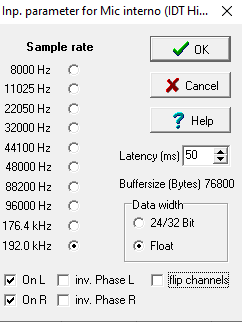 Inp. parameter for Mic interno (IDT Hi...
Sample rate
8000 Hz
11025 Hz
22050 Hz
32000 Hz
44100 Hz
48000 Hz
88200 Hz
96000 Hz
176.4 kHz
192.0 kHz
OK
Cancel
? Help
Latency (ms) 50
Buffersize (Bytes) 76800
Data width
24/32 Bit
Float
On L inv. Phase L flip channels
On R inv. Phase R